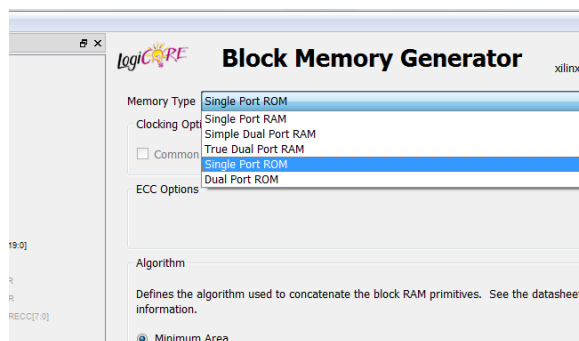 LogiCORE
Block Memory Generator
xilinx
Memory Type Single Port ROM
Single Port RAM
Simple Dual Port RAM
True Dual Port RAM
Single Port ROM
Dual Port ROM
Clocking Opti
Common
ECC Options
19:0]
R
R
RECC[7:0]
Algorithm
Defines the algorithm used to concatenate the block RAM primitives. See the datashee
information.
Minimum Area